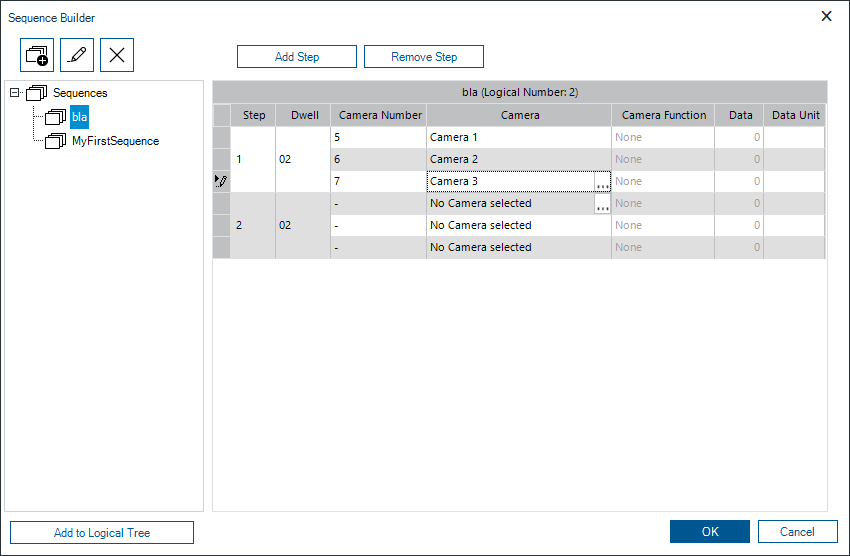 Sequence Builder
Add Step Remove Step
Sequences
bla
MyFirstSequence
bla (Logical Number: 2)
Step Dwell Camera Number Camera Camera Function Data Data Unit
5 Camera 1 None 0
1 02 6 Camera 2 None 0
7 Camera 3 ... None 0
- No Camera selected ... None 0
2 02 - No Camera selected None 0
- No Camera selected None 0
Add to Logical Tree OK Cancel